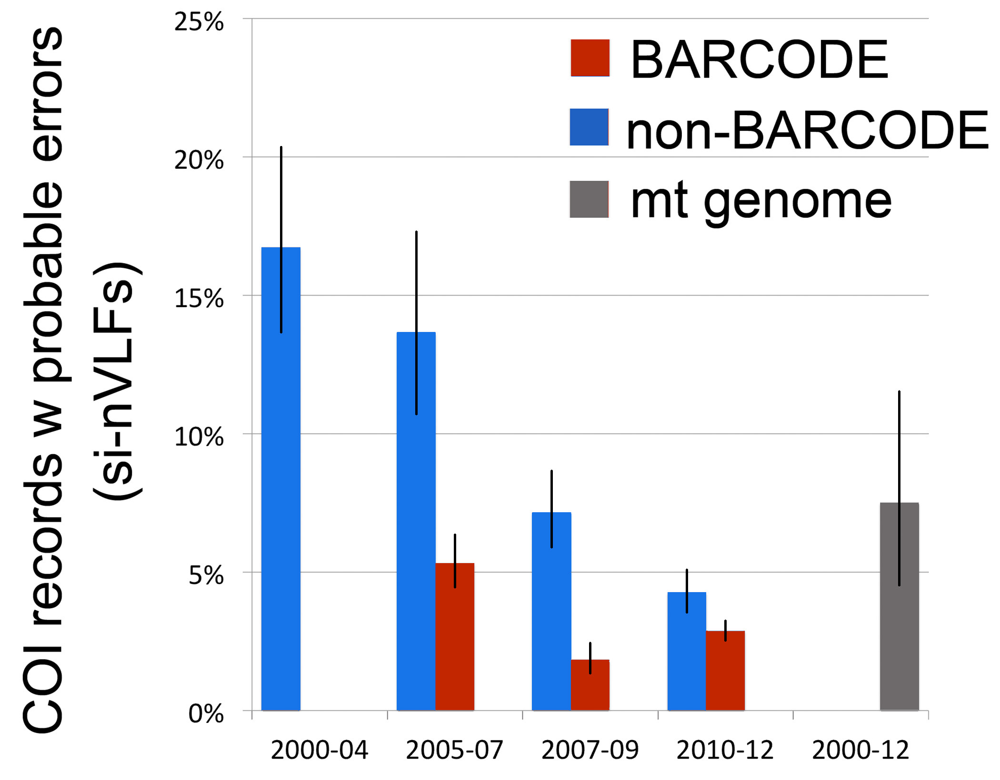 COI records w probable errors
(si-nVLFs)
25%
20%
15%
10%
5%
0%
BARCODE
non-BARCODE
mt genome
2000-04
2005-07
2007-09
2010-12
2000-12